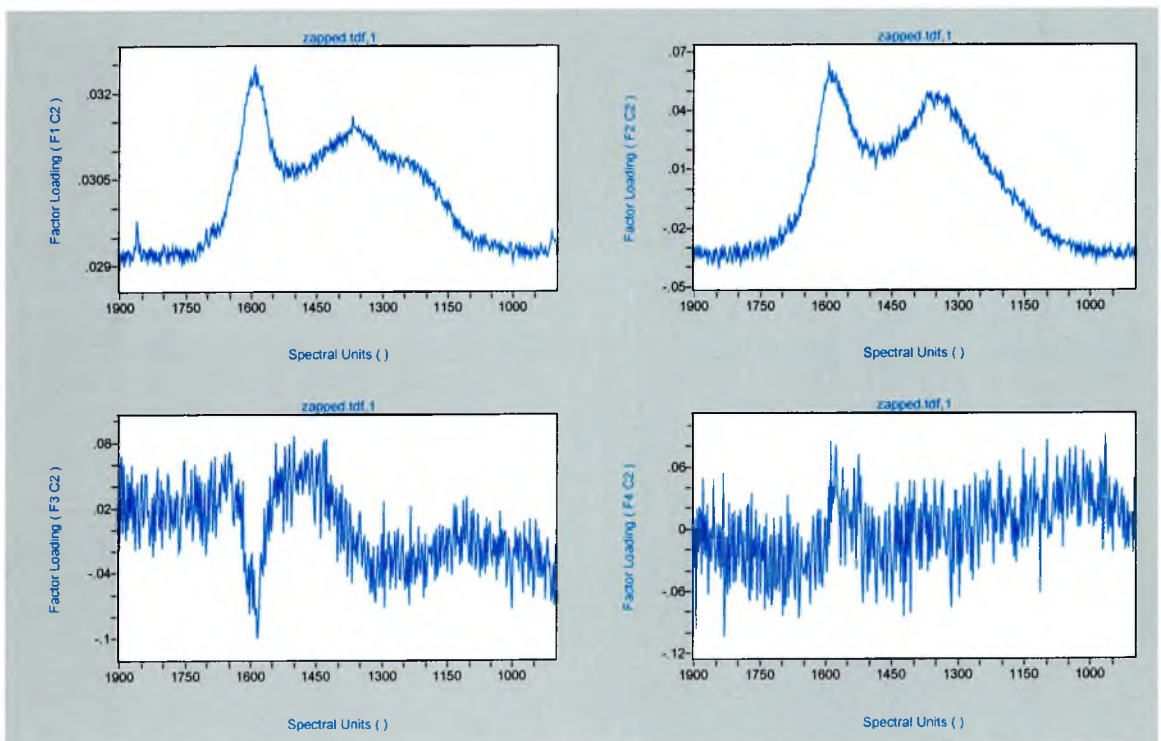 zapped.tdf,1
Factor Loading ( F1 C2 )
.032
.0305
.029
1900 1750 1600 1450 1300 1150 1000
Spectral Units ( )
zapped.tdf,1
Factor Loading ( F2 C2 )
.07
.04
.01
-.02
-.05
1900 1750 1600 1450 1300 1150 1000
Spectral Units ( )
zapped.tdf,1
Factor Loading ( F3 C2 )
.08
.02
-.04
-.1
1900 1750 1600 1450 1300 1150 1000
Spectral Units ( )
zapped.tdf,1
Factor Loading ( F4 C2 )
.06
0
-.06
-.12
1900 1750 1600 1450 1300 1150 1000
Spectral Units ( )